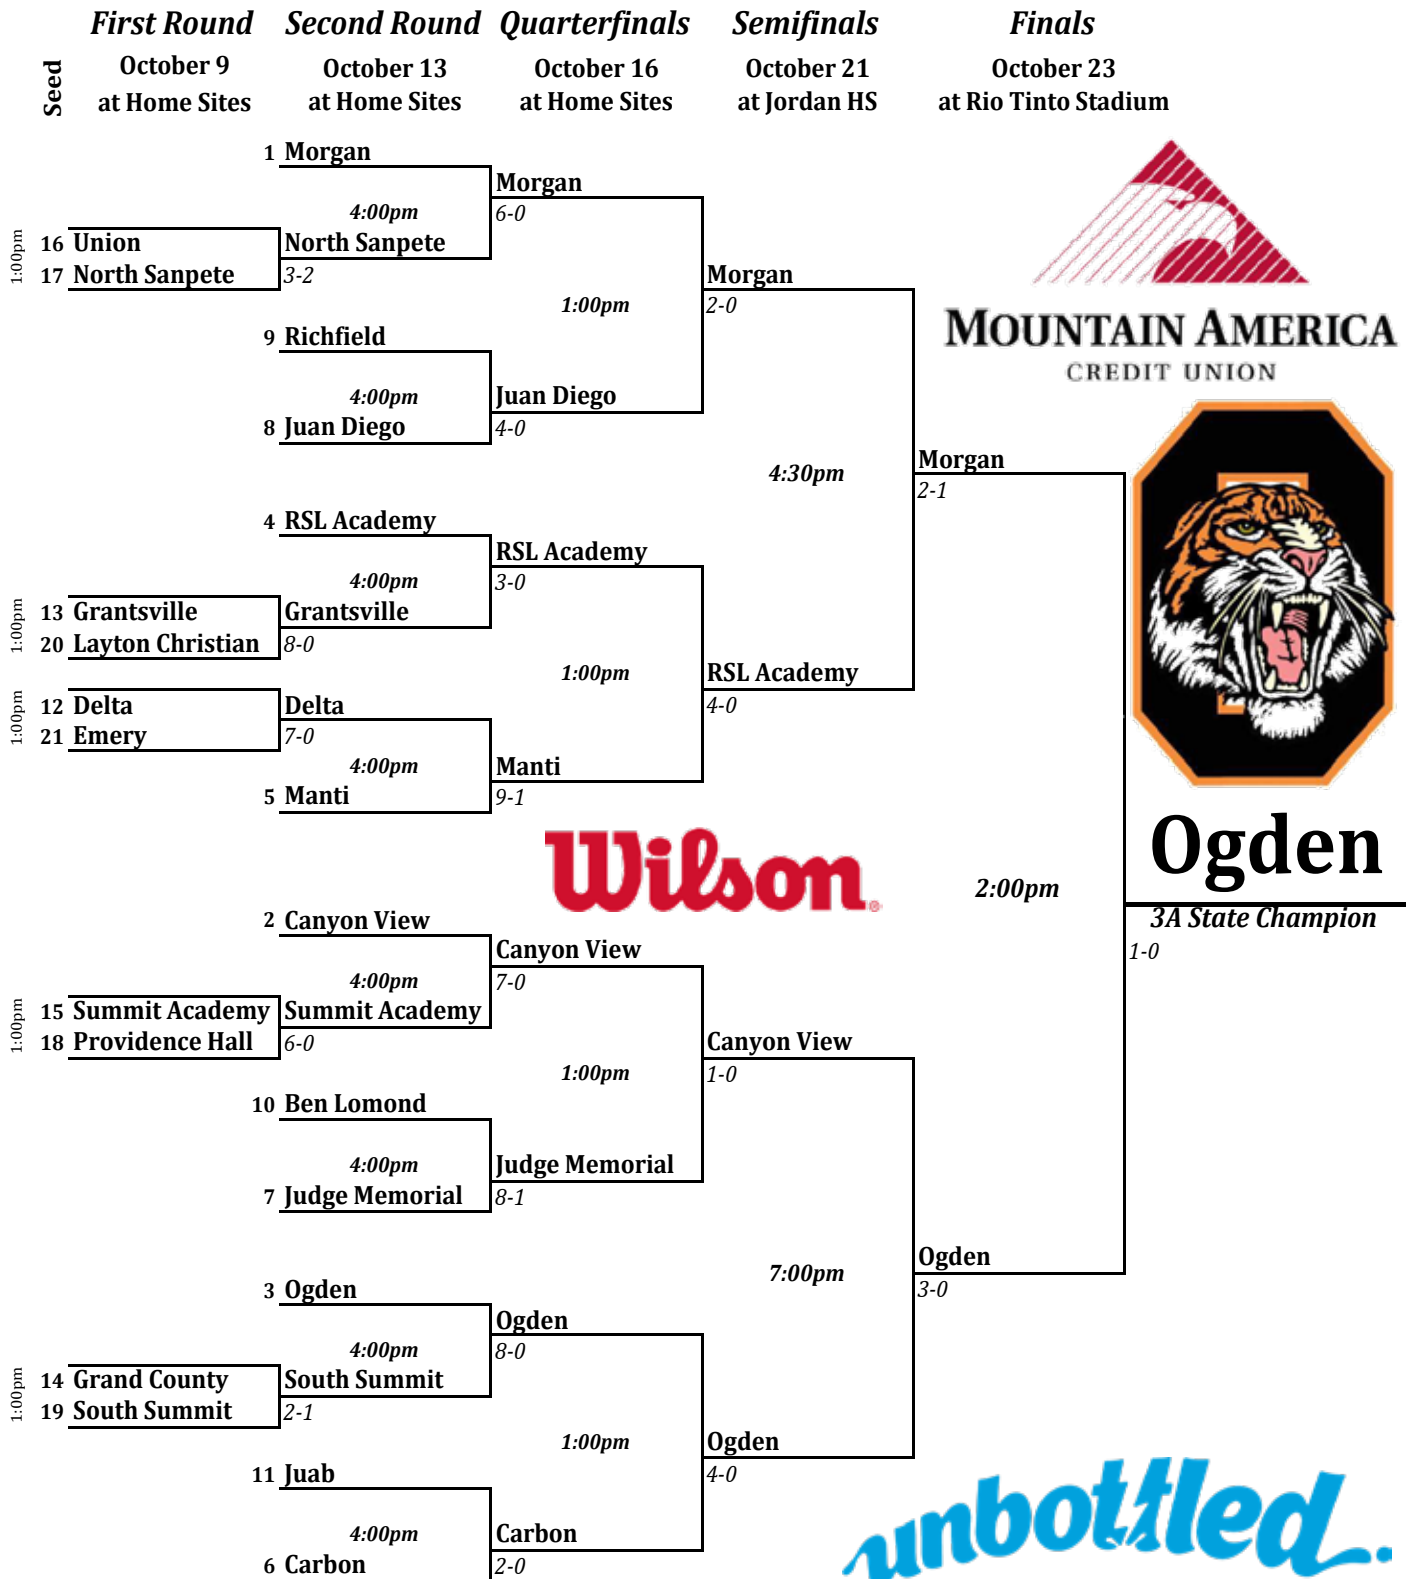 First Round Second Round Quarterfinals Semifinals Finals
Seed
October 9 October 13 October 16 October 21 October 23
at Home Sites at Home Sites at Home Sites at Jordan HS at Rio Tinto Stadium
1 Morgan
Morgan
4:00pm 6-0
1:00pm
16 Union North Sanpete
17 North Sanpete 3-2
Morgan
1:00pm 2-0
9 Richfield
MOUNTAIN AMERICA
CREDIT UNION
4:00pm Juan Diego
8 Juan Diego 4-0
Morgan
4:30pm
2-1
4 RSL Academy
RSL Academy
4:00pm 3-0
1:00pm
13 Grantsville Grantsville
20 Layton Christian 8-0
1:00pm RSL Academy
4-0
1:00pm
12 Delta Delta
21 Emery 7-0
4:00pm Manti
5 Manti 9-1
Wilson®
Ogden
2:00pm
3A State Champion
1-0
2 Canyon View
Canyon View
4:00pm 7-0
1:00pm
15 Summit Academy Summit Academy
18 Providence Hall 6-0
Canyon View
1:00pm 1-0
10 Ben Lomond
4:00pm Judge Memorial
7 Judge Memorial 8-1
Ogden
7:00pm
3-0
3 Ogden
Ogden
4:00pm 8-0
1:00pm
14 Grand County South Summit
19 South Summit 2-1
1:00pm Ogden
4-0
11 Juab
4:00pm Carbon
6 Carbon 2-0
unbottled.